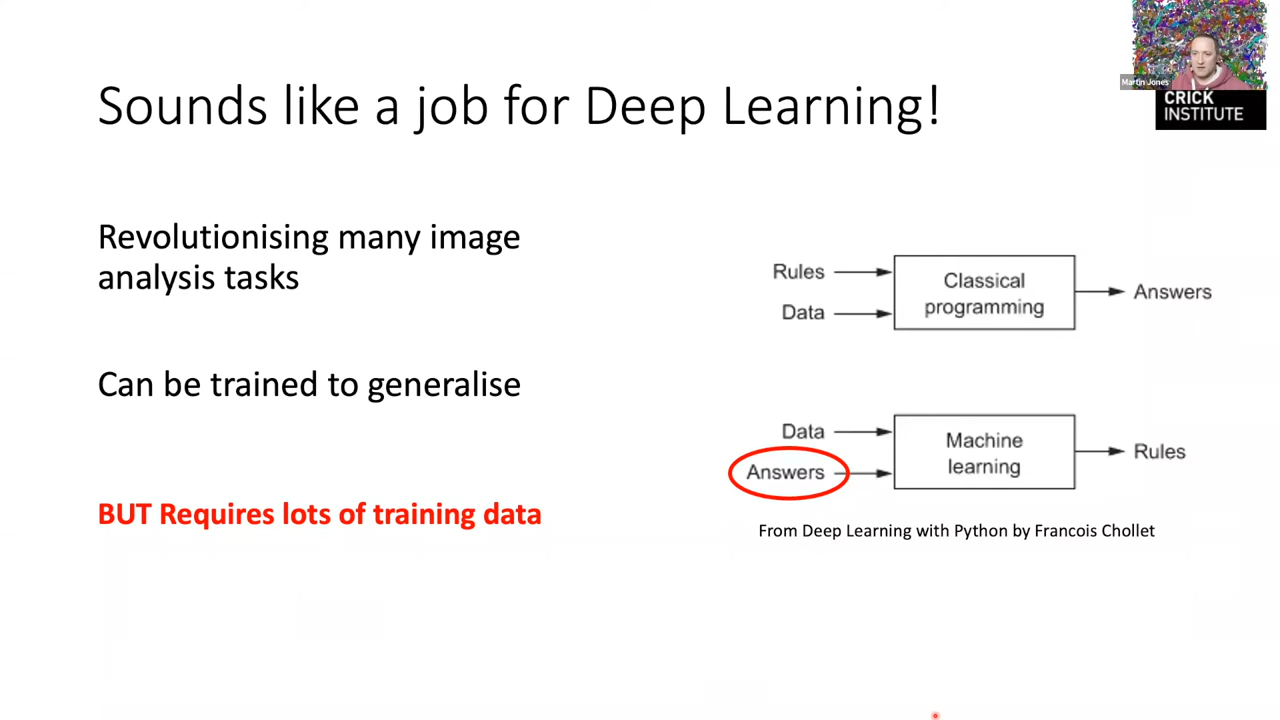 Martin Jones
CRICK
INSTITUTE
Sounds like a job for Deep Learning!
Revolutionising many image
analysis tasks
Can be trained to generalise
BUT Requires lots of training data
Rules
Data
Classical
programming
Answers
Data
Answers
Machine
learning
Rules
From Deep Learning with Python by Francois Chollet